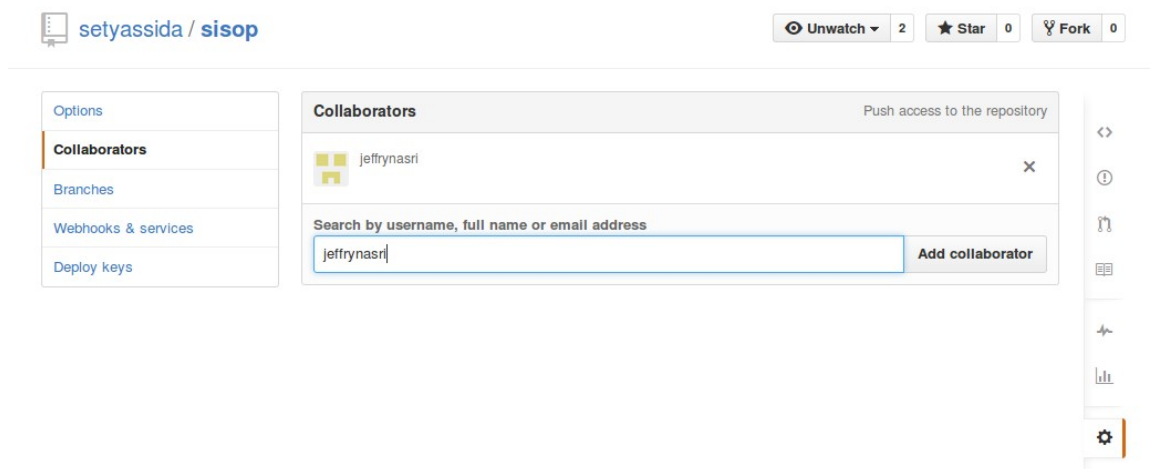 setyassida / sisop
Unwatch 2 Star 0 Fork 0
Options
Collaborators
Branches
Webhooks & services
Deploy keys
Collaborators Push access to the repository
jeffrynasri
Search by username, full name or email address
jeffrynasri Add collaborator